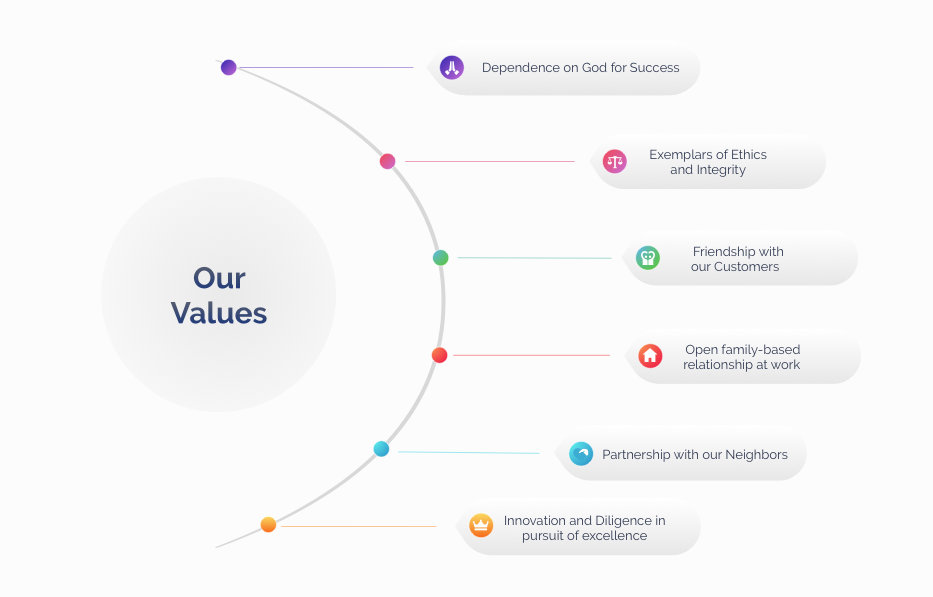 Our
Values
Dependence on God for Success
Exemplars of Ethics
and Integrity
Friendship with
our Customers
Open family-based
relationship at work
Partnership with our Neighbors
Innovation and Diligence in
pursuit of excellence